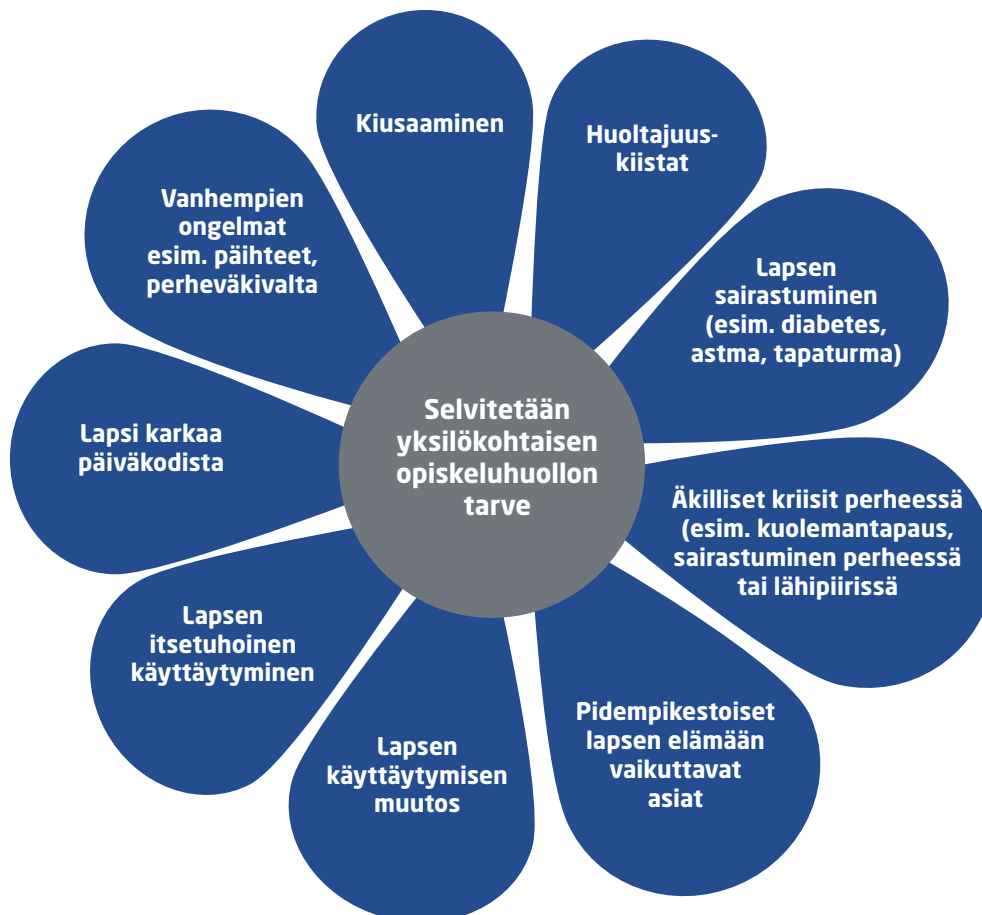 Kiusaaminen
Huoltajuus-
kiistat
Lapsen
sairastuminen
(esim. diabetes,
astma, tapaturma)
Äkilliset kriisit perheessä
(esim. kuolemantapaus,
sairastuminen perheessä
tai lähipiirissä
Pidempikestoiset
lapsen elämään
vaikuttavat
asiat
Lapsen
käyttäytymisen
muutos
Lapsen
itsetuhoinen
käyttäytyminen
Lapsi karkaa
päiväkodista
Vanhempien
ongelmat
esim. päihteet,
perheväkivalta
Selvitetään
yksilökohtaisen
opiskeluhuollon
tarve